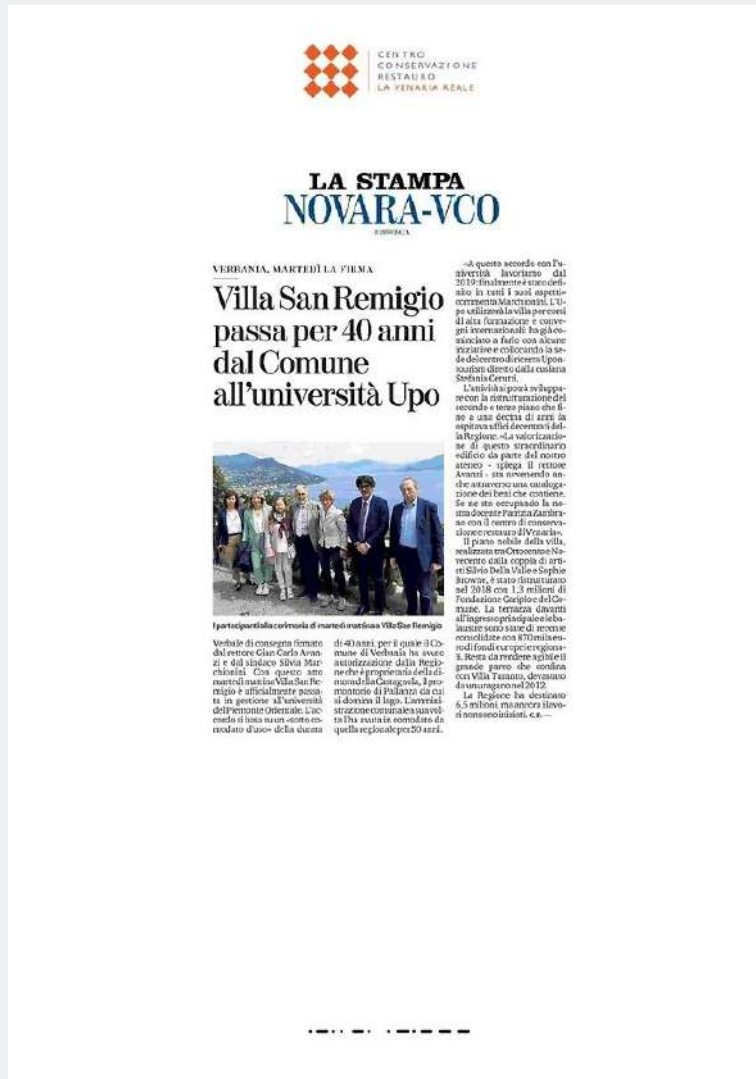 CENTRO
CONSERVAZIONE
RESTAURO
LA VENARIA REALE
LA STAMPA
NOVARA-VCO
VERBANIA, MARTEDÌ LA FIRMA
Villa San Remigio
passa per 40 anni
dal Comune
all'università Upo
I partecipanti alla cerimonia di martedì mattina a Villa San Remigio
Verbale di consegna firmato
dal rettore Gian Carlo Avan-
zi e dal sindaco Silvia Mar-
chionini. Con questo atto
martedì mattina Villa San Re-
migio è ufficialmente passa-
ta in gestione all'università
del Piemonte Orientale. L'ac-
cordo si basa su un «sotto co-
modato d'uso» della durata
di 40 anni, per il quale il Co-
mune di Verbania ha avuto
autorizzazione dalla Regio-
ne che è proprietaria della di-
mora della Castagnola, il pro-
montorio di Pallanza da cui
si domina il lago. L'ammini-
strazione comunale a sua vol-
ta l'ha avuta in comodato da
quella regionale per 50 anni.
«A questo accordo con l'u-
niversità lavoriamo dal
2019: finalmente è stato defi-
nito in tutti i suoi aspetti»
commenta Marchionini. L'U-
po utilizzerà la villa per corsi
di alta formazione e conve-
gni internazionali: ha già co-
minciato a farlo con alcune
iniziative e collocando la se-
de del centro di ricerca Upon-
tourism diretto dalla cusiana
Stefania Cerutti.
L'attività si potrà sviluppa-
re con la ristrutturazione del
secondo e terzo piano che fi-
no a una decina di anni fa
ospitava uffici decentrati del-
la Regione. «La valorizzazio-
ne di questo straordinario
edificio da parte del nostro
ateneo - spiega il rettore
Avanzi - sta avvenendo an-
che attraverso una cataloga-
zione dei beni che contiene.
Se ne sta occupando la no-
stra docente Patrizia Zambra-
no con il centro di conserva-
zione e restauro di Venaria».
Il piano nobile della villa,
realizzata tra Ottocento e No-
vecento dalla coppia di arti-
sti Silvio Della Valle e Sophie
Browne, è stato ristrutturato
nel 2018 con 1,3 milioni di
Fondazione Cariplo e del Co-
mune. La terrazza davanti
all'ingresso principale e le ba-
laustre sono state di recente
consolidate con 870 mila eu-
ro di fondi europei e regiona-
li. Resta da rendere agibile il
grande parco che confina
con Villa Taranto, devastato
da un uragano nel 2012.
La Regione ha destinato
6,5 milioni, ma ancora i lavo-
ri non sono iniziati.